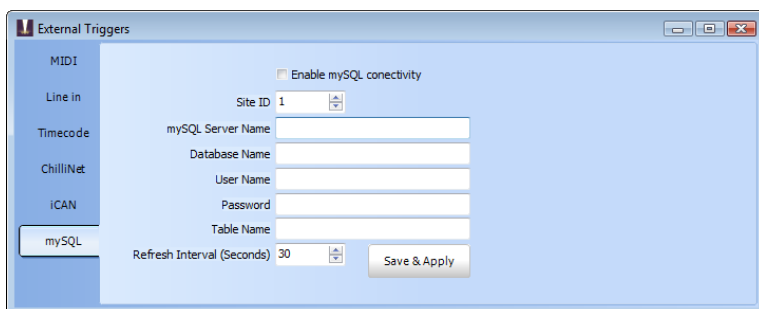 External Triggers
MIDI
Line in
Timecode
ChilliNet
iCAN
mySQL
Enable mySQL conectivity
Site ID 1
mySQL Server Name
Database Name
User Name
Password
Table Name
Refresh Interval (Seconds) 30
Save & Apply